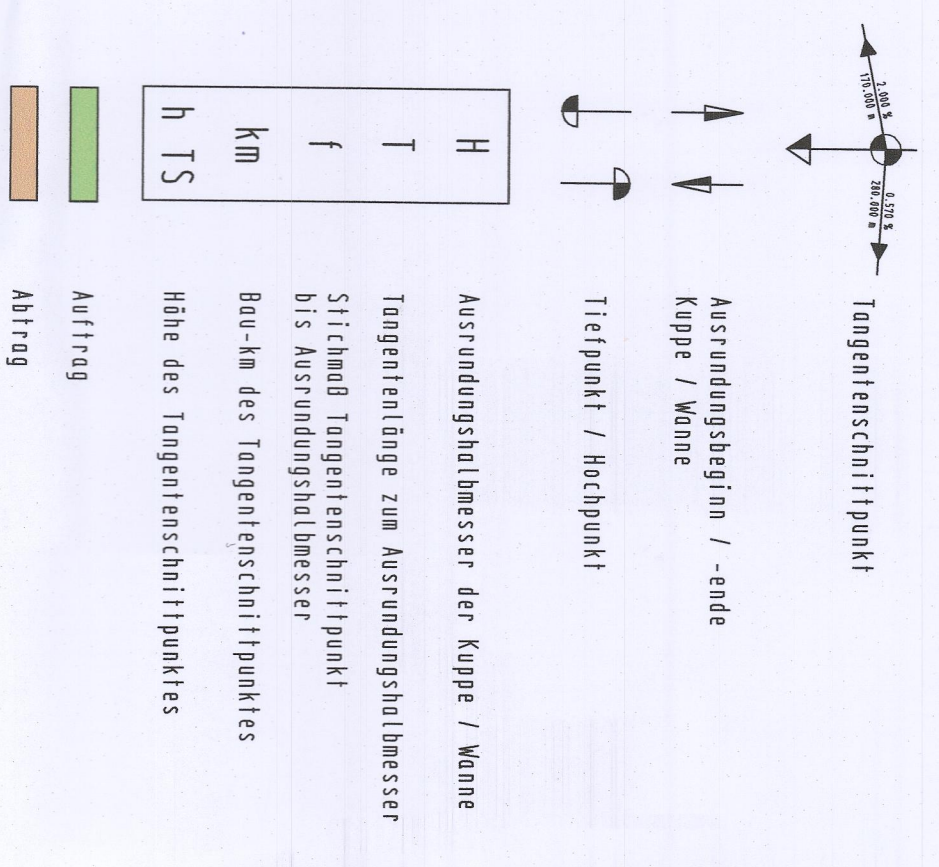 2.000 %
170.000 m
0.570 %
280.000 m
Tangentenschnittpunkt
Ausrundungsbeginn / -ende
Kuppe / Wanne
Tiefpunkt / Hochpunkt
H
Ausrundungshalbmesser der Kuppe / Wanne
T
Tangentenlänge zum Ausrundungshalbmesser
f
Stichmaß Tangentenschnittpunkt
bis Ausrundungshalbmesser
km
Bau-km des Tangentenschnittpunktes
h TS
Höhe des Tangentenschnittpunktes
Auftrag
Abtrag